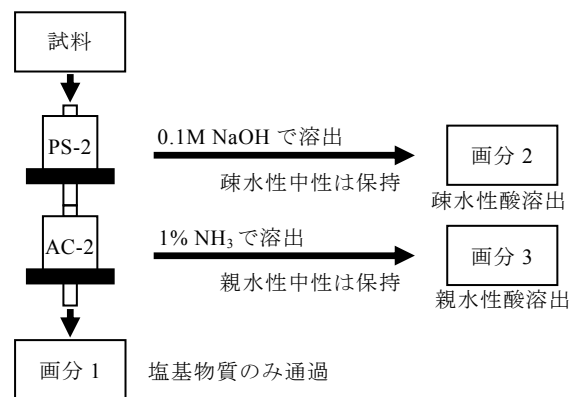 試料
PS-2
0.1M NaOH で溶出
疎水性中性は保持
画分 2
疎水性酸溶出
AC-2
1% NH₃ で溶出
親水性中性は保持
画分 3
親水性酸溶出
画分 1
塩基物質のみ通過